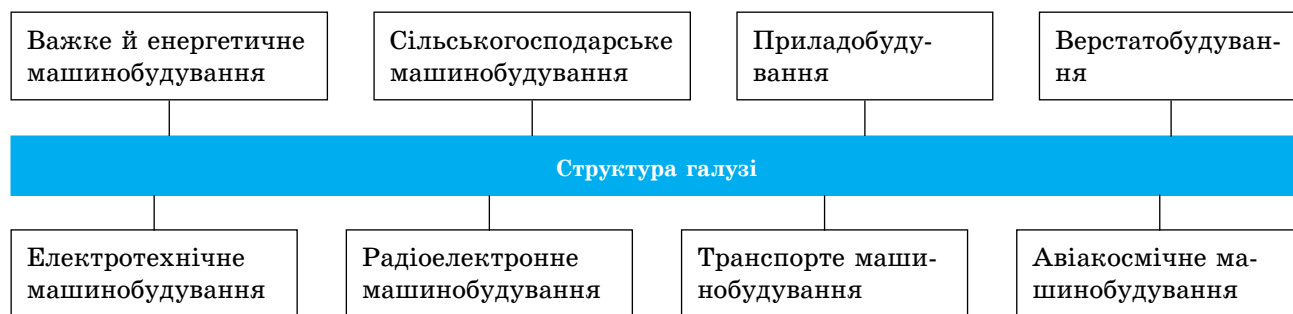 Важке й енергетичне
машинобудування
Сільськогосподарське
машинобудування
Приладобуду-
вання
Верстатобудуван-
ня
Структура галузі
Електротехнічне
машинобудування
Радіоелектронне
машинобудування
Транспорте маши-
нобудування
Авіакосмічне ма-
шинобудування